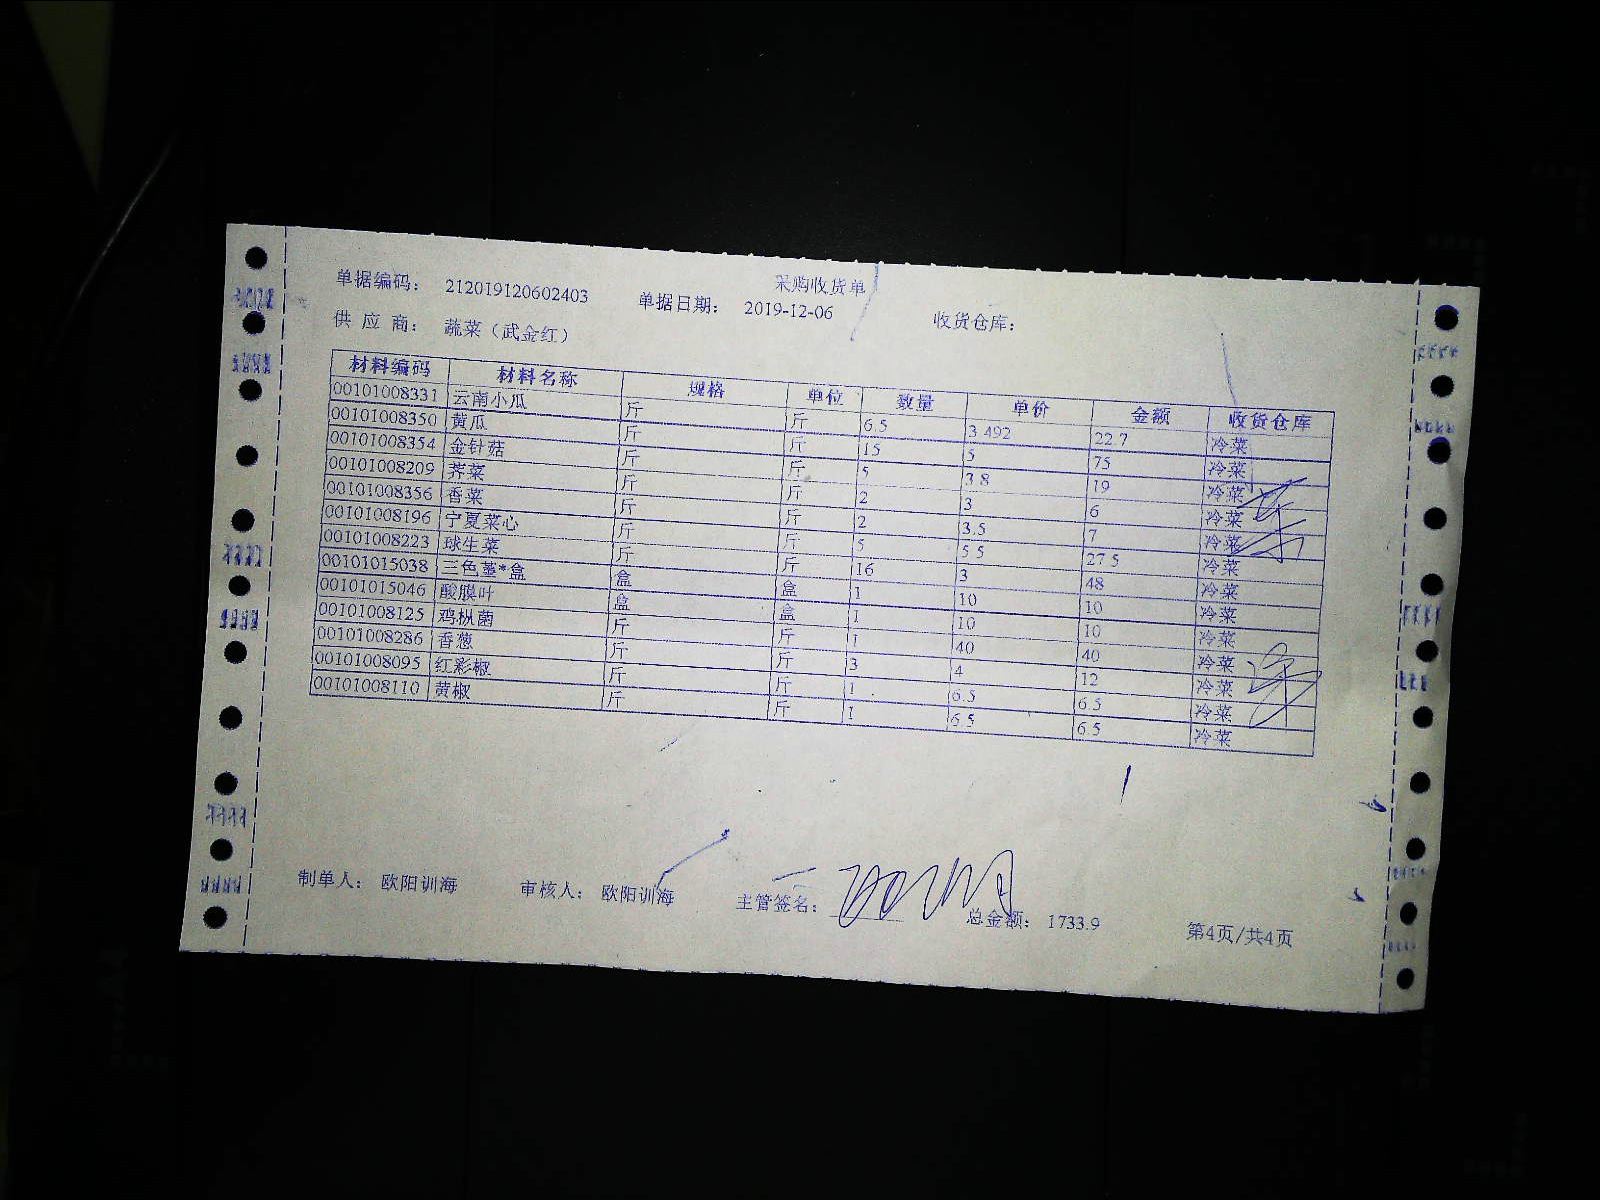 采购收货单
单据编码： 212019120602403 单据日期： 2019-12-06 收货仓库：
供 应 商： 蔬菜（武金红）
材料编码 材料名称 规格 单位 数量 单价 金额 收货仓库
00101008331 云南小瓜 斤 斤 6.5 3.492 22.7 冷菜
00101008350 黄瓜 斤 斤 15 5 75 冷菜
00101008354 金针菇 斤 斤 5 3.8 19 冷菜
00101008209 荠菜 斤 斤 2 3 6 冷菜
00101008356 香菜 斤 斤 2 3.5 7 冷菜
00101008196 宁夏菜心 斤 斤 5 5.5 27.5 冷菜
00101008223 球生菜 斤 斤 16 3 48 冷菜
00101015038 三色堇*盒 盒 盒 1 10 10 冷菜
00101015046 酸膜叶 盒 盒 1 10 10 冷菜
00101008125 鸡枞菌 斤 斤 1 40 40 冷菜
00101008286 香葱 斤 斤 3 4 12 冷菜
00101008095 红彩椒 斤 斤 1 6.5 6.5 冷菜
00101008110 黄椒 斤 斤 1 6.5 6.5 冷菜
制单人： 欧阳训海 审核人： 欧阳训海 主管签名： 总金额： 1733.9 第4页/共4页